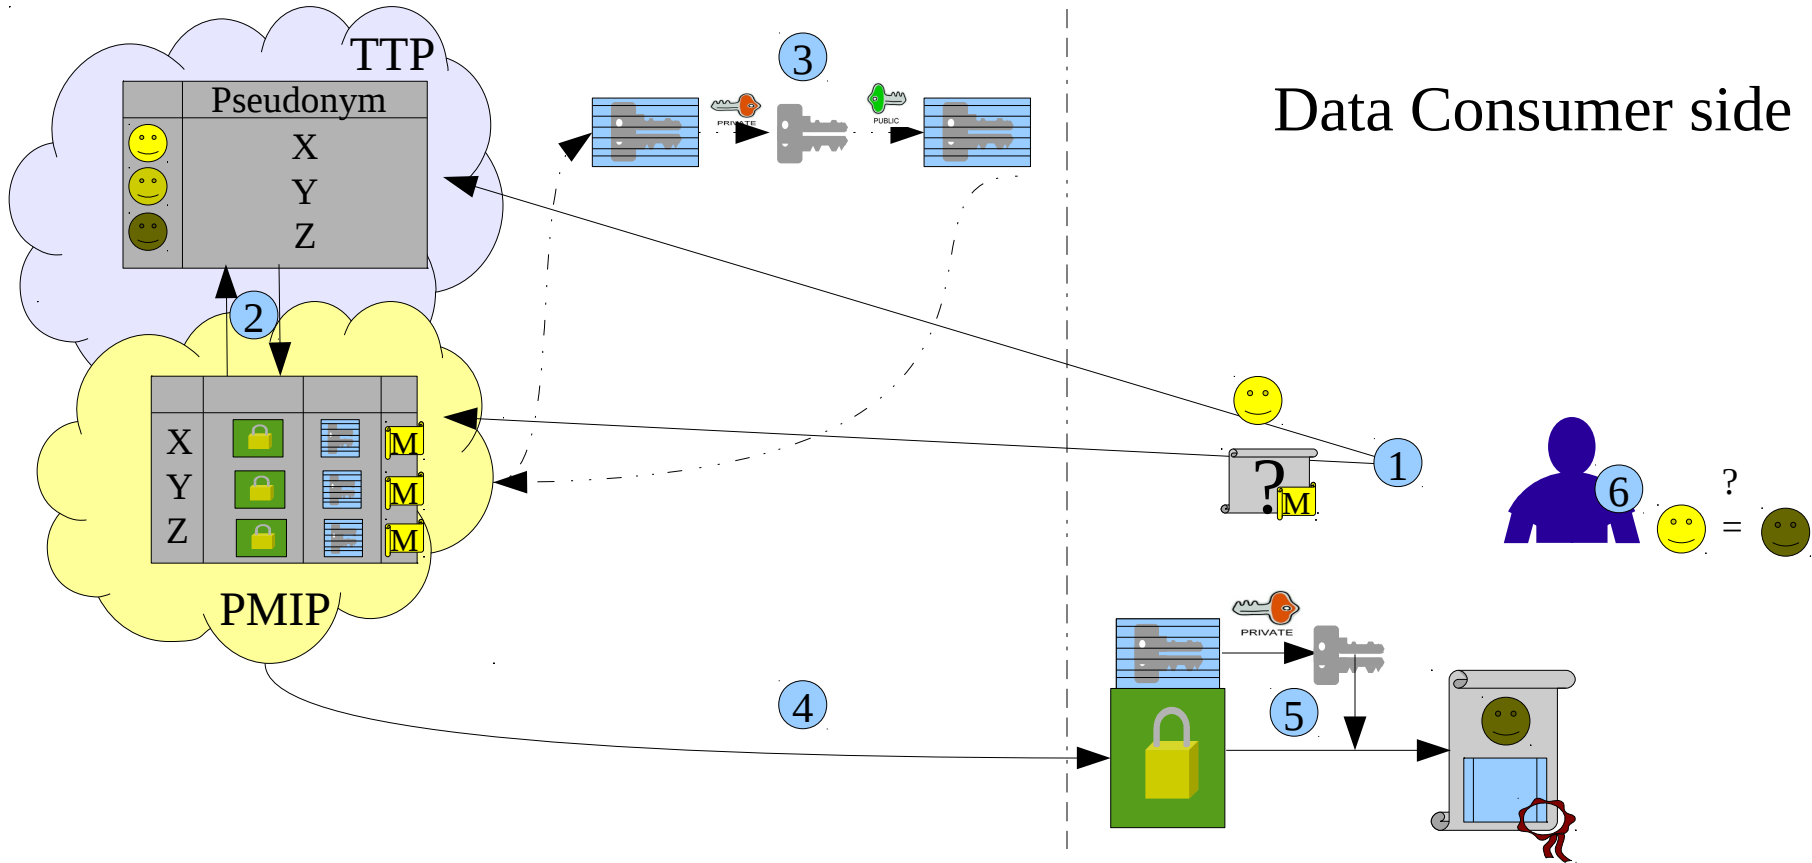 TTP
Pseudonym
X
Y
Z
2
3
PRIVATE
PUBLIC
Data Consumer side
X
Y
Z
M
M
M
PMIP
1
?
M
6
?
=
4
PRIVATE
5